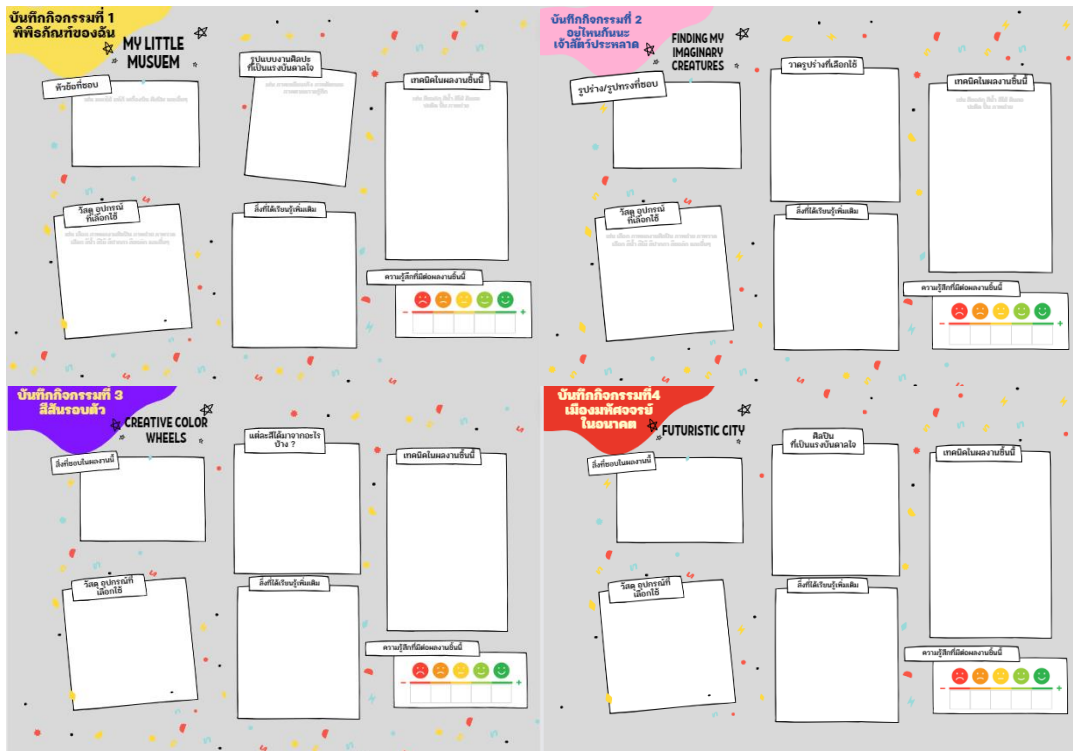 บันทึกกิจกรรมที่ 1
พิพิธภัณฑ์ของฉัน
MY LITTLE
MUSUEM
หัวข้อที่ชอบ
รูปแบบงานศิลปะ
ที่เป็นแรงบันดาลใจ
เทคนิคในผลงานชิ้นนี้
วัสดุ อุปกรณ์
ที่เลือกใช้
สิ่งที่ได้เรียนรู้เพิ่มเติม
ความรู้สึกที่มีต่อผลงานชิ้นนี้
- +
บันทึกกิจกรรมที่ 2
อยู่ไหนกันนะ
เจ้าสัตว์ประหลาด
FINDING MY
IMAGINARY
CREATURES
รูปร่าง/รูปทรงที่ชอบ
วาดรูปร่างที่เลือกใช้
เทคนิคในผลงานชิ้นนี้
วัสดุ อุปกรณ์
ที่เลือกใช้
สิ่งที่ได้เรียนรู้เพิ่มเติม
ความรู้สึกที่มีต่อผลงานชิ้นนี้
- +
บันทึกกิจกรรมที่ 3
สีสันรอบตัว
CREATIVE COLOR
WHEELS
สิ่งที่ชอบในผลงานนี้
แต่ละสีได้มาจากอะไร
บ้าง ?
เทคนิคในผลงานชิ้นนี้
วัสดุ อุปกรณ์ที่
เลือกใช้
สิ่งที่ได้เรียนรู้เพิ่มเติม
ความรู้สึกที่มีต่อผลงานชิ้นนี้
- +
บันทึกกิจกรรมที่4
เมืองมหัศจรรย์
ในอนาคต
FUTURISTIC CITY
สิ่งที่ชอบในผลงานนี้
ศิลปิน
ที่เป็นแรงบันดาลใจ
เทคนิคในผลงานชิ้นนี้
วัสดุ อุปกรณ์ที่
เลือกใช้
สิ่งที่ได้เรียนรู้เพิ่มเติม
ความรู้สึกที่มีต่อผลงานชิ้นนี้
- +